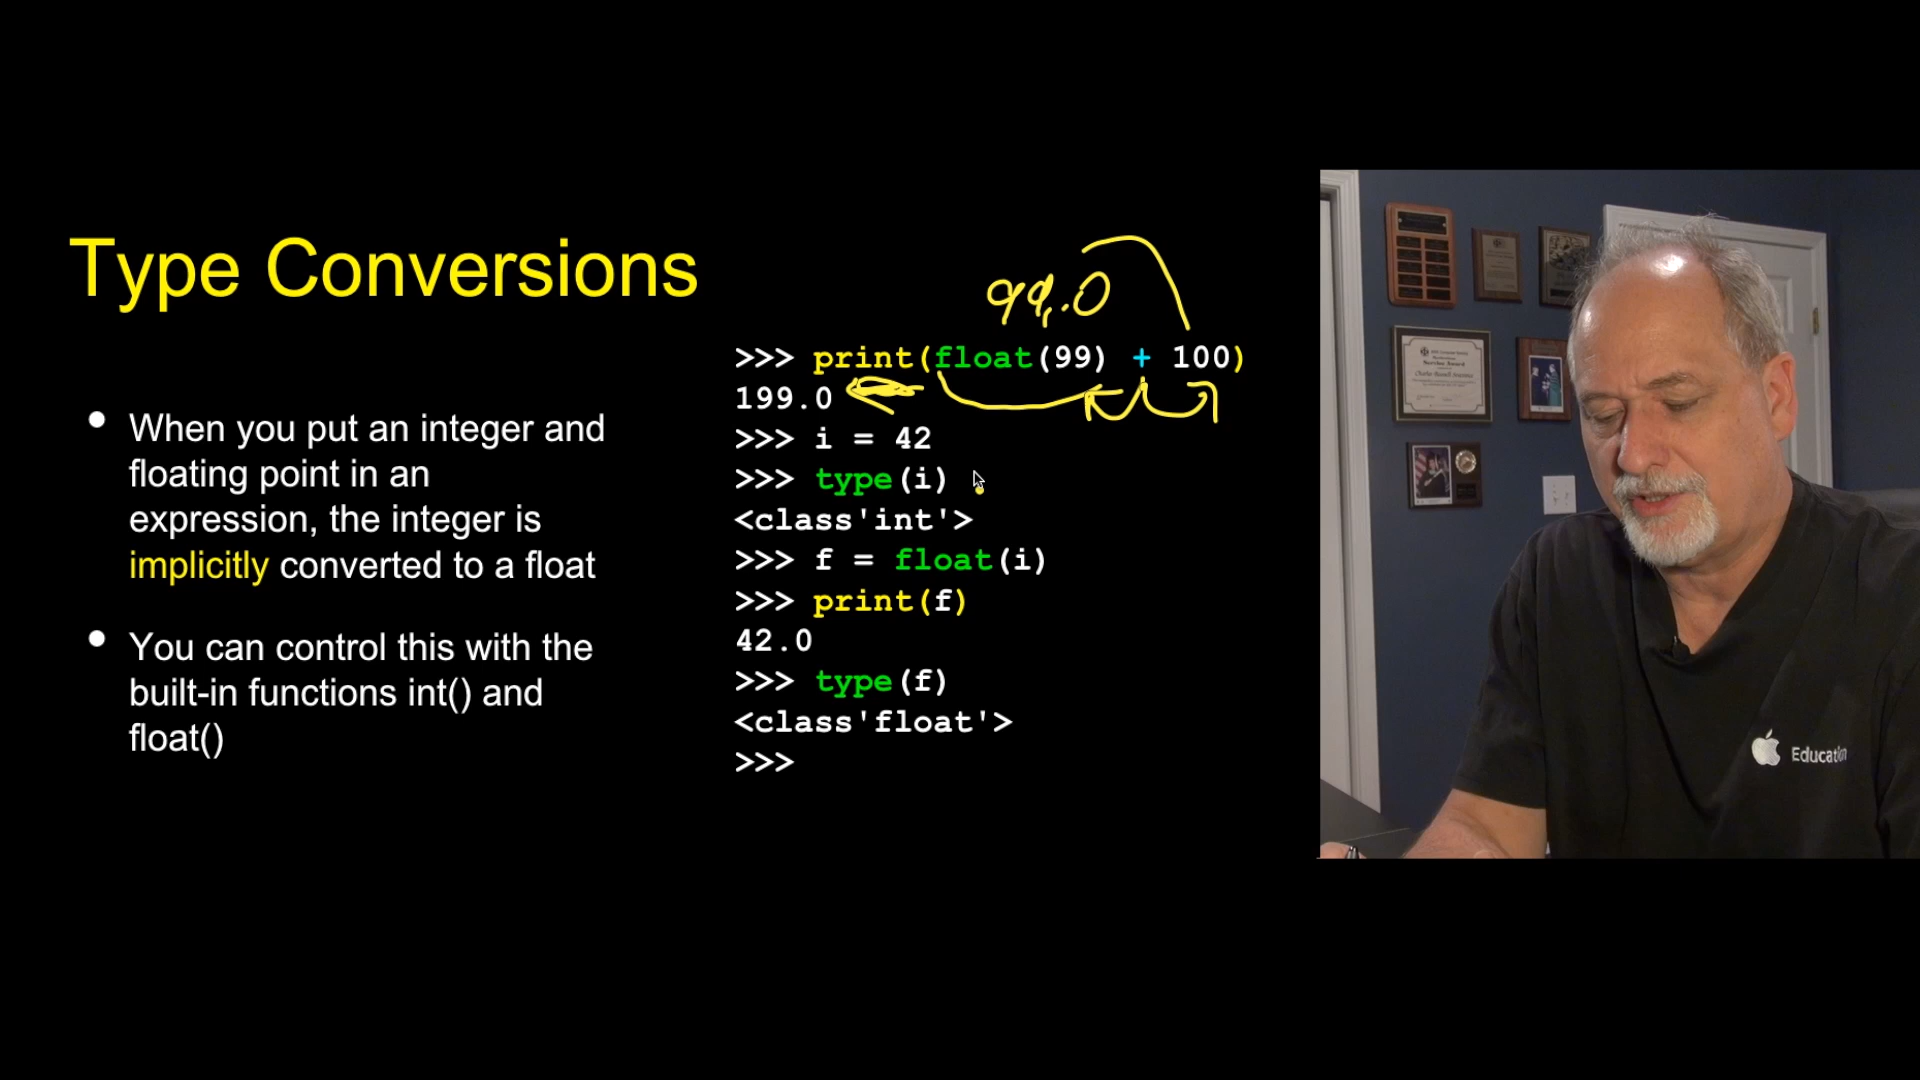 Type Conversions
• When you put an integer and
floating point in an
expression, the integer is
implicitly converted to a float
• You can control this with the
built-in functions int() and
float()
99.0
>>> print(float(99) + 100)
199.0
>>> i = 42
>>> type(i)
<class'int'>
>>> f = float(i)
>>> print(f)
42.0
>>> type(f)
<class'float'>
>>>
Education